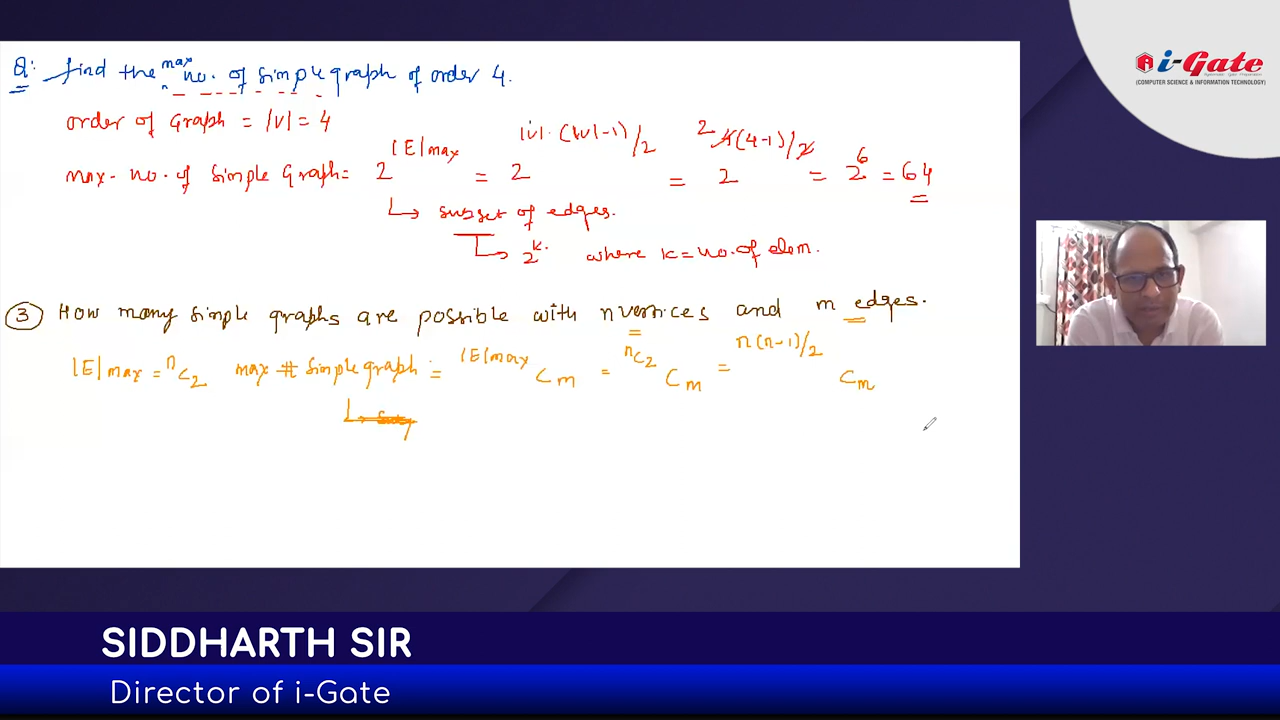 Q: find the max no. of simple graph of order 4.
order of Graph = |V| = 4
max. no. of simple Graph = 2^|E|max = 2^|V|.(|V|-1)/2 = 2^4(4-1)/2 = 2^6 = 64
↳ subset of edges.
↳ 2^k. where k = no. of elem.
③ How many simple graphs are possible with n vertices and m edges.
|E|max = nC2 max # simple graph = |E|max Cm = nC2 Cm = n(n-1)/2 Cm
i-Gate
(COMPUTER SCIENCE & INFORMATION TECHNOLOGY)
SIDDHARTH SIR
Director of i-Gate